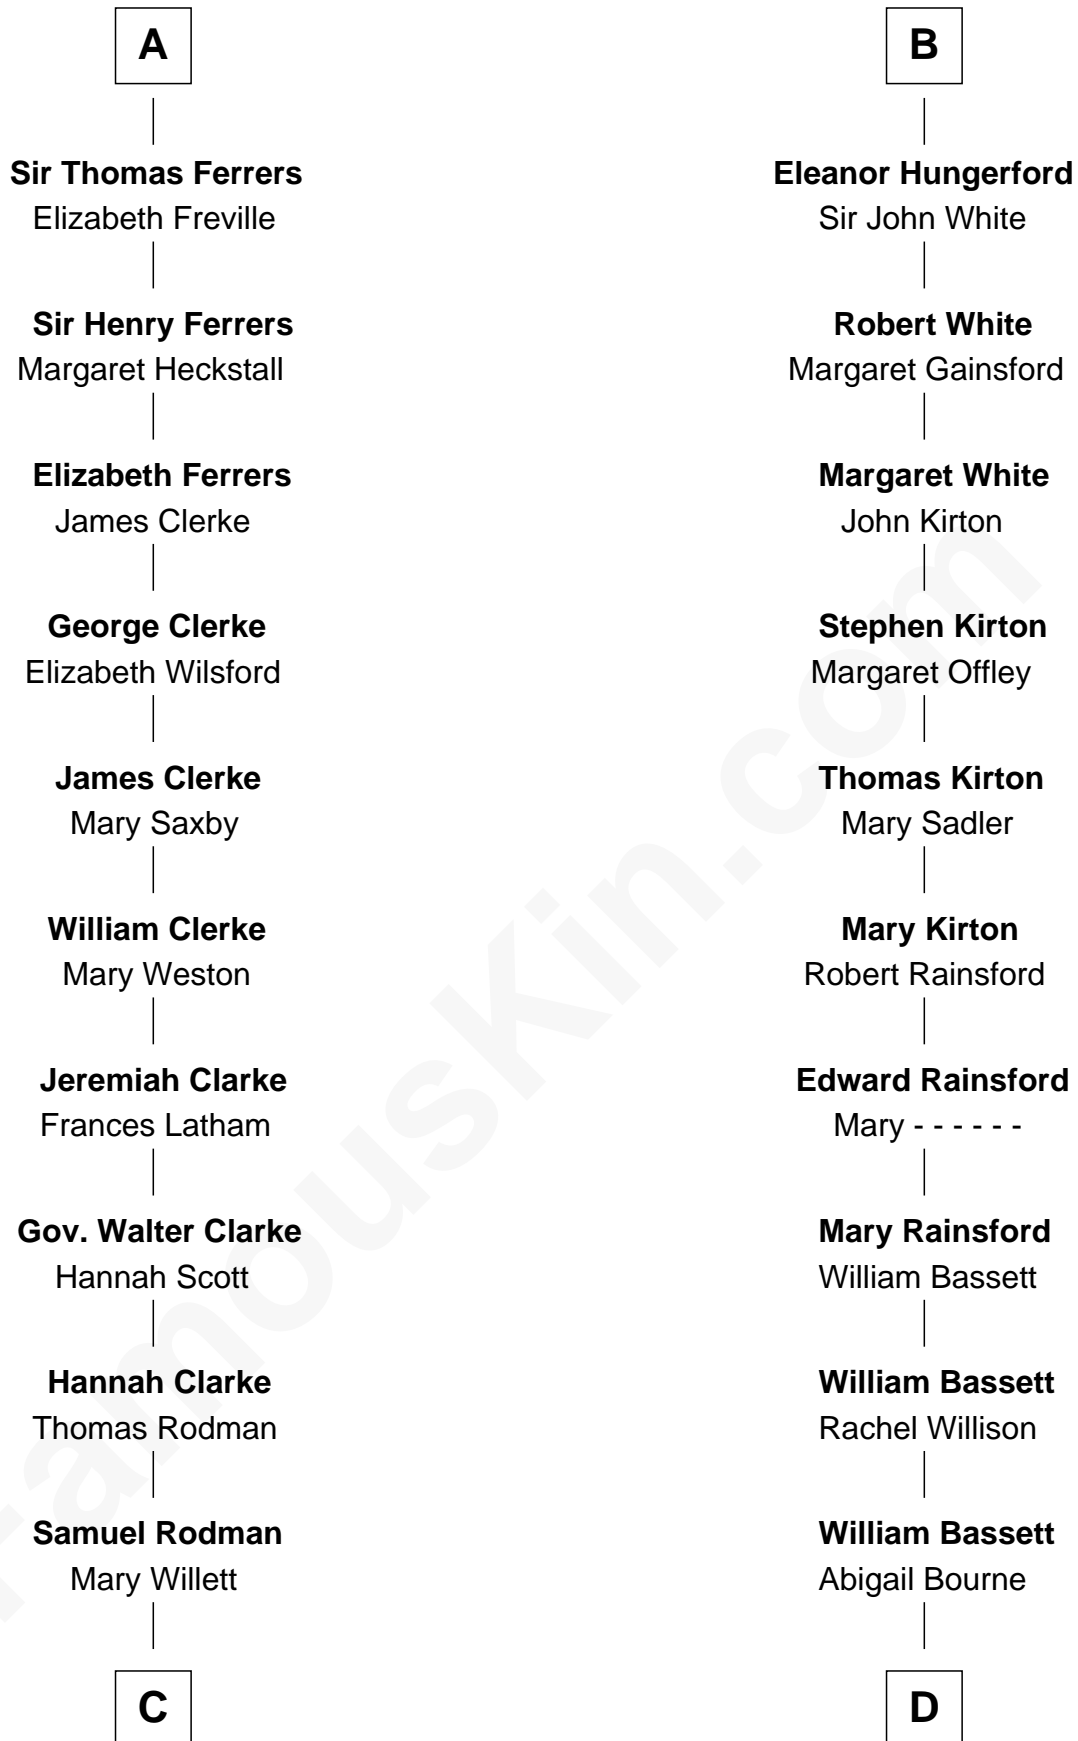 A
Sir Thomas Ferrers
Elizabeth Freville
Sir Henry Ferrers
Margaret Heckstall
Elizabeth Ferrers
James Clerke
George Clerke
Elizabeth Wilsford
James Clerke
Mary Saxby
William Clerke
Mary Weston
Jeremiah Clarke
Frances Latham
Gov. Walter Clarke
Hannah Scott
Hannah Clarke
Thomas Rodman
Samuel Rodman
Mary Willett
C
B
Eleanor Hungerford
Sir John White
Robert White
Margaret Gainsford
Margaret White
John Kirton
Stephen Kirton
Margaret Offley
Thomas Kirton
Mary Sadler
Mary Kirton
Robert Rainsford
Edward Rainsford
Mary - - - - - -
Mary Rainsford
William Bassett
William Bassett
Rachel Willison
William Bassett
Abigail Bourne
D
FamousKin.com